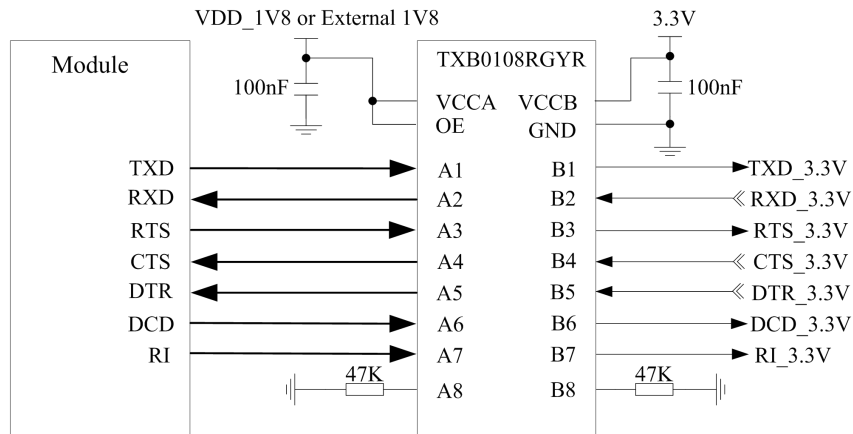 VDD_1V8 or External 1V8 3.3V
Module TXB0108RGYR
100nF VCCA VCCB 100nF
OE GND
TXD A1 B1 TXD_3.3V
RXD A2 B2 RXD_3.3V
RTS A3 B3 RTS_3.3V
CTS A4 B4 CTS_3.3V
DTR A5 B5 DTR_3.3V
DCD A6 B6 DCD_3.3V
RI A7 B7 RI_3.3V
47K A8 B8 47K